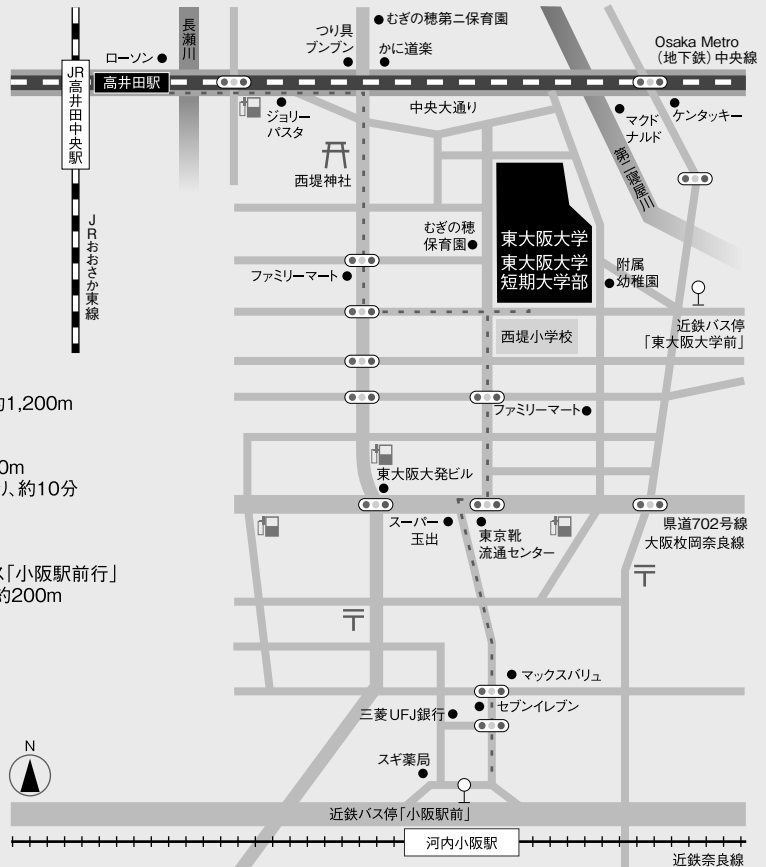 むぎの穂第二保育園
つり具
ブンブン
かに道楽
長瀬川
ローソン
Osaka Metro
(地下鉄)中央線
高井田駅
JR高井田中央駅
JRおおさか東線
ジョリー
パスタ
中央大通り
マクド
ナルド
ケンタッキー
第二寝屋川
西堤神社
むぎの穂
保育園
東大阪大学
東大阪大学
短期大学部
附属
幼稚園
ファミリーマート
西堤小学校
近鉄バス停
「東大阪大学前」
約1,200m
ファミリーマート
0m
り、約10分
東大阪大発ビル
スーパー
玉出
東京靴
流通センター
県道702号線
大阪枚岡奈良線
ス「小阪駅前行」
約200m
マックスバリュ
セブンイレブン
三菱UFJ銀行
スギ薬局
N
近鉄バス停「小阪駅前」
河内小阪駅
近鉄奈良線